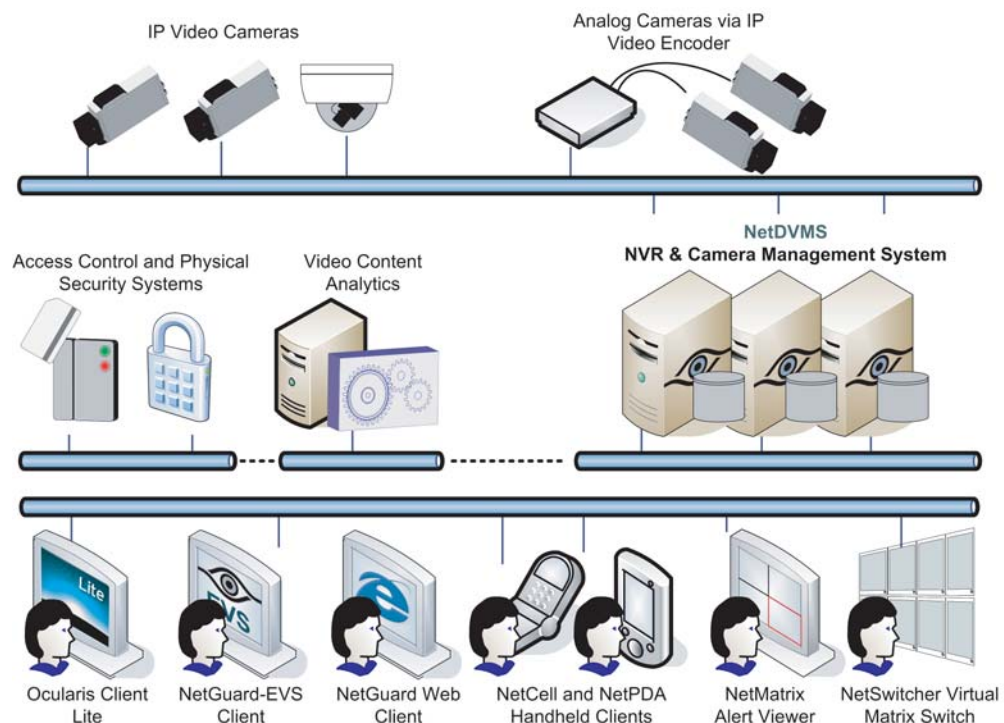 IP Video Cameras
Analog Cameras via IP
Video Encoder
NetDVMS
NVR & Camera Management System
Access Control and Physical
Security Systems
Video Content
Analytics
Lite
EVS
Ocularis Client
Lite
NetGuard-EVS
Client
NetGuard Web
Client
NetCell and NetPDA
Handheld Clients
NetMatrix
Alert Viewer
NetSwitcher Virtual
Matrix Switch